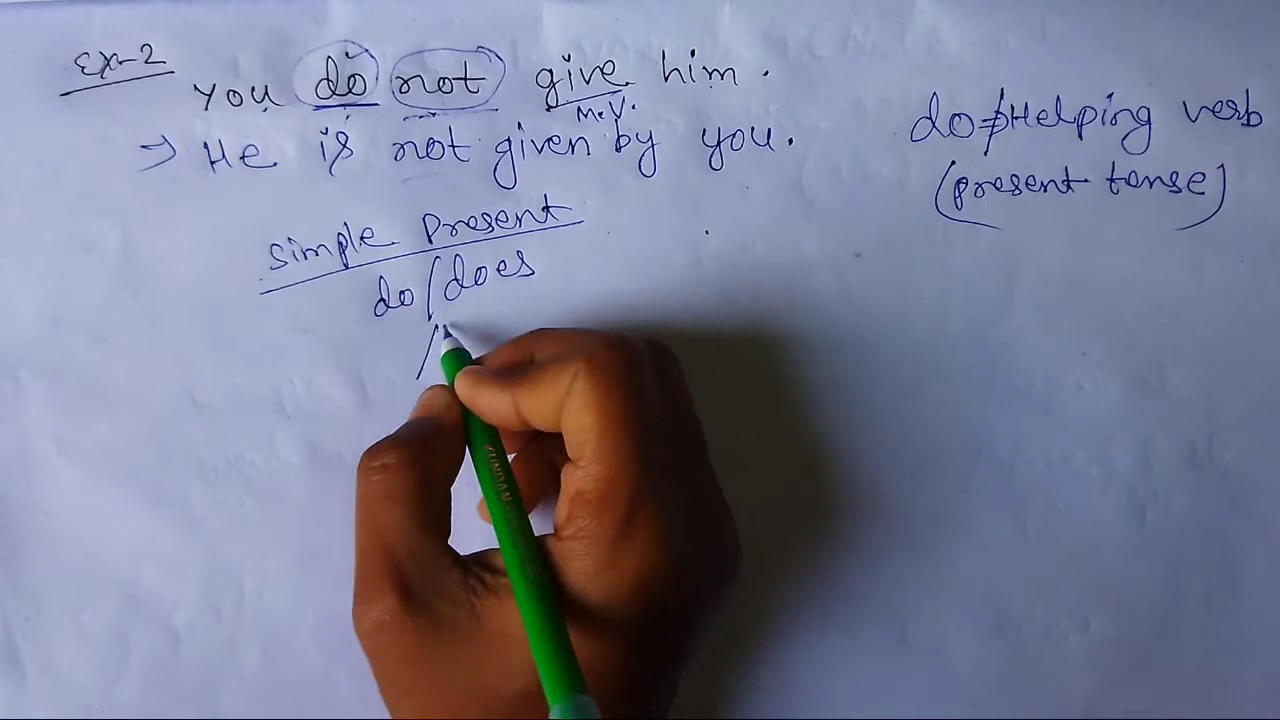 Ex-2
You do not give him.
M.V.
→ He is not given by you.
do ≠ Helping verb
(present tense)
Simple Present
do/does